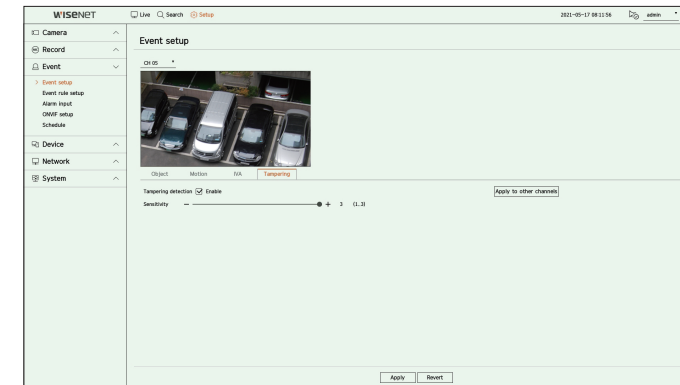 WISENET
Live Search Setup 2021-05-17 08:11:56 admin
Camera
Record
Event
Event setup
Event rule setup
Alarm input
ONVIF setup
Schedule
Device
Network
System
Event setup
CH 05
Object Motion IVA Tampering
Tampering detection Enable Apply to other channels
Sensitivity − + 3 (1..3)
Apply Revert